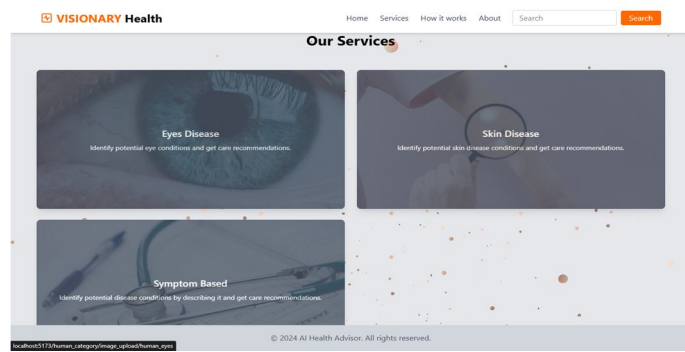 VISIONARY Health
Home Services How it works About Search Search
Our Services
Eyes Disease
Identify potential eye conditions and get care recommendations.
Skin Disease
Identify potential skin disease conditions and get care recommendations.
Symptom Based
Identify potential disease conditions by describing it and get care recommendations.
© 2024 AI Health Advisor. All rights reserved.
localhost:5173/human_category/image_upload/human_eyes